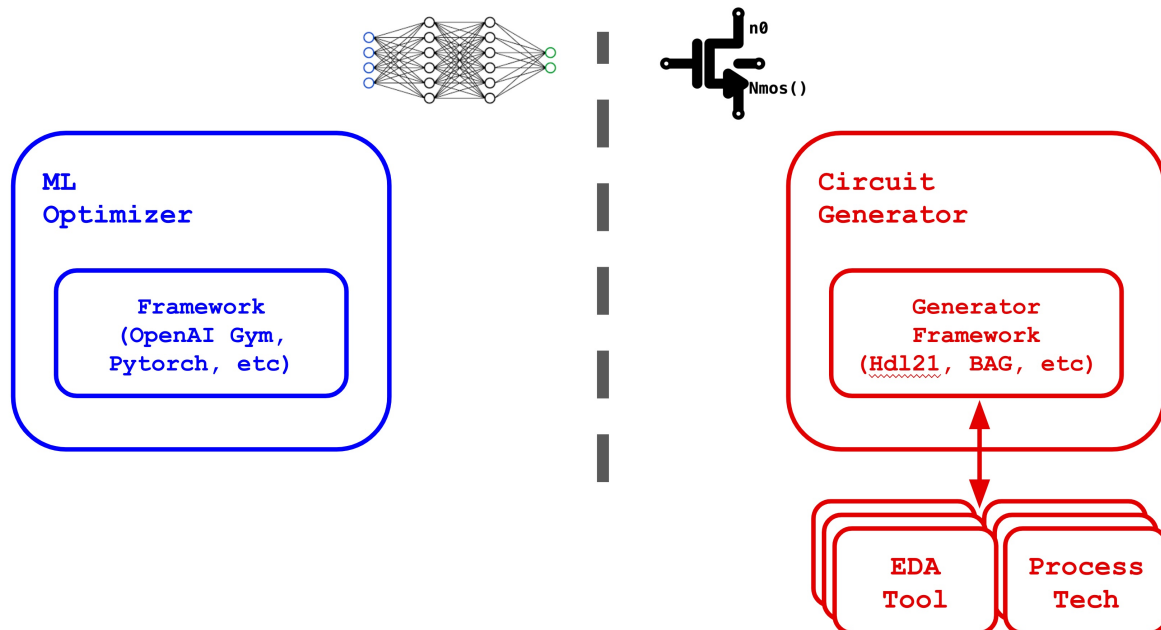 n0
Nmos()
ML
Optimizer
Framework
(OpenAI Gym,
Pytorch, etc)
Circuit
Generator
Generator
Framework
(Hdl21, BAG, etc)
EDA
Tool
Process
Tech